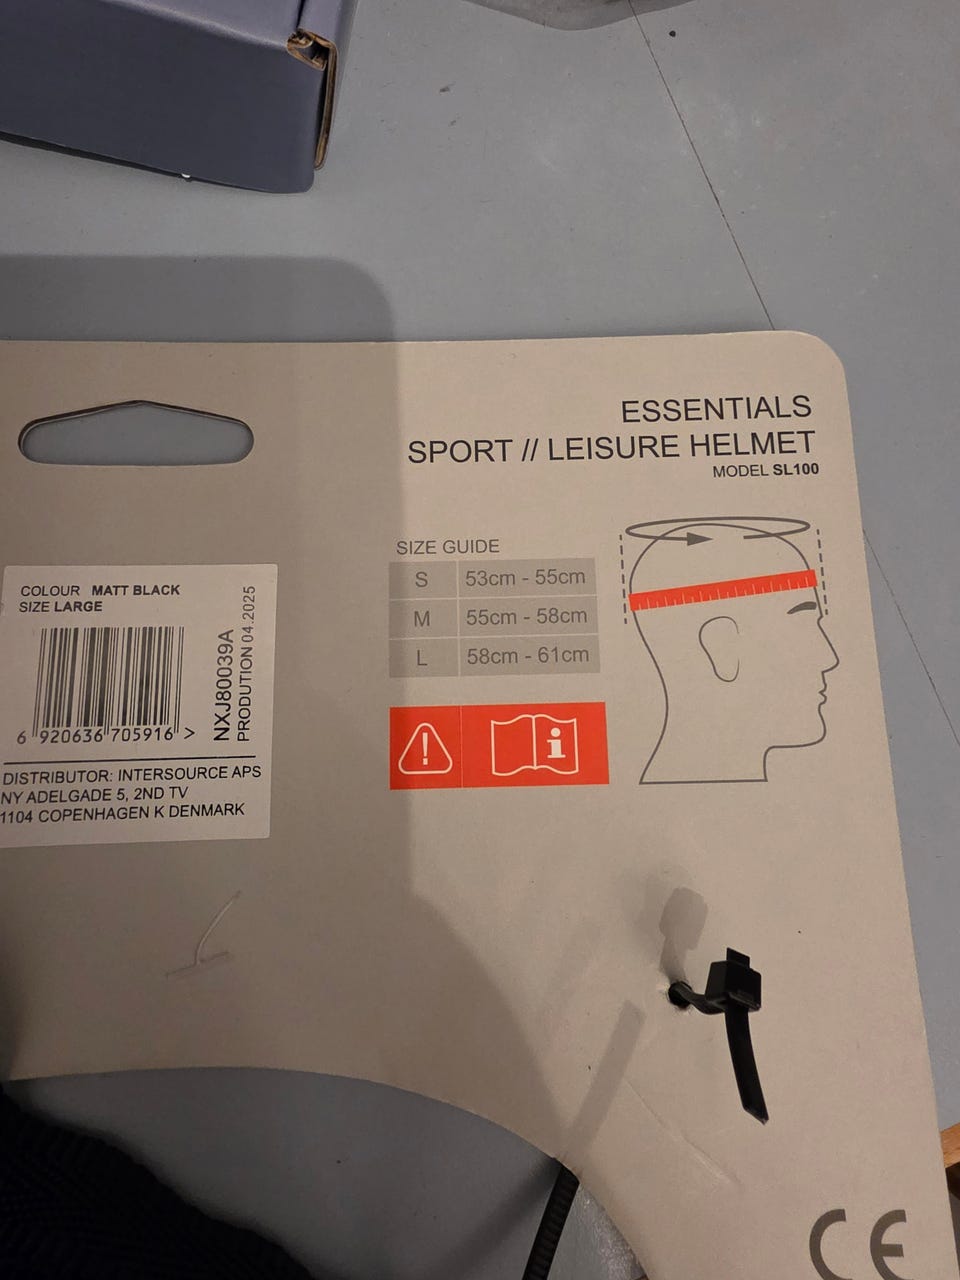 ESSENTIALS
SPORT // LEISURE HELMET
MODEL SL100
SIZE GUIDE
S 53cm - 55cm
M 55cm - 58cm
L 58cm - 61cm
COLOUR MATT BLACK
SIZE LARGE
6 920636 705916 >
NXJ80039A
PRODUTION 04.2025
DISTRIBUTOR: INTERSOURCE APS
NY ADELGADE 5, 2ND TV
1104 COPENHAGEN K DENMARK
CE